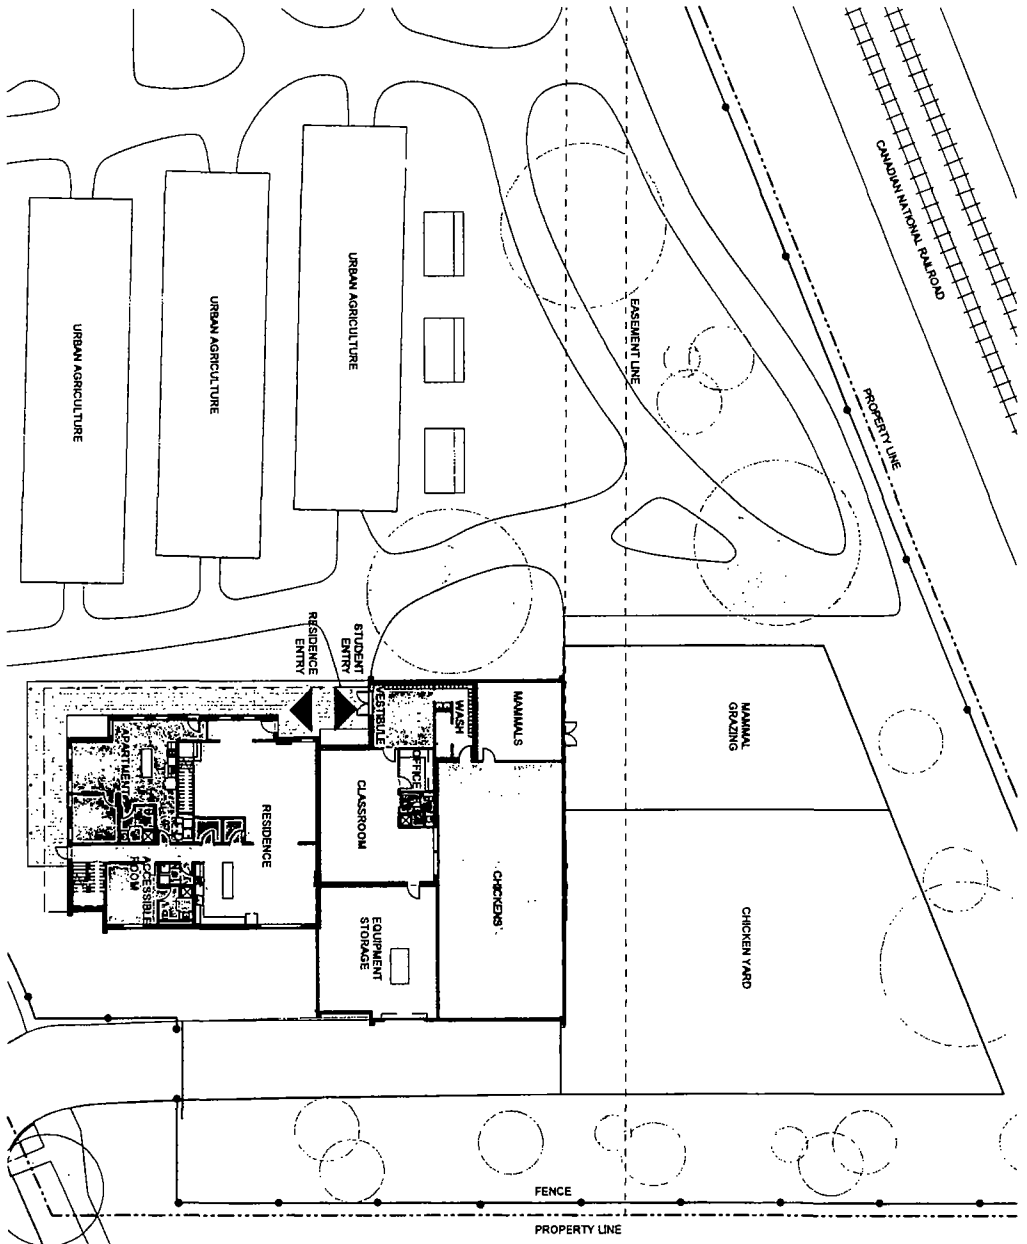 CANADIAN NATIONAL RAILROAD
PROPERTY LINE
EASEMENT LINE
URBAN AGRICULTURE
URBAN AGRICULTURE
URBAN AGRICULTURE
STUDENT
ENTRY
RESIDENCE
ENTRY
VESTIBULE
WASH
MAMMALS
MAMMAL
GRAZING
OFFICE
CLASSROOM
APARTMENT
RESIDENCE
ACCESSIBLE
ROOM
CHICKENS
CHICKEN YARD
EQUIPMENT
STORAGE
FENCE
PROPERTY LINE